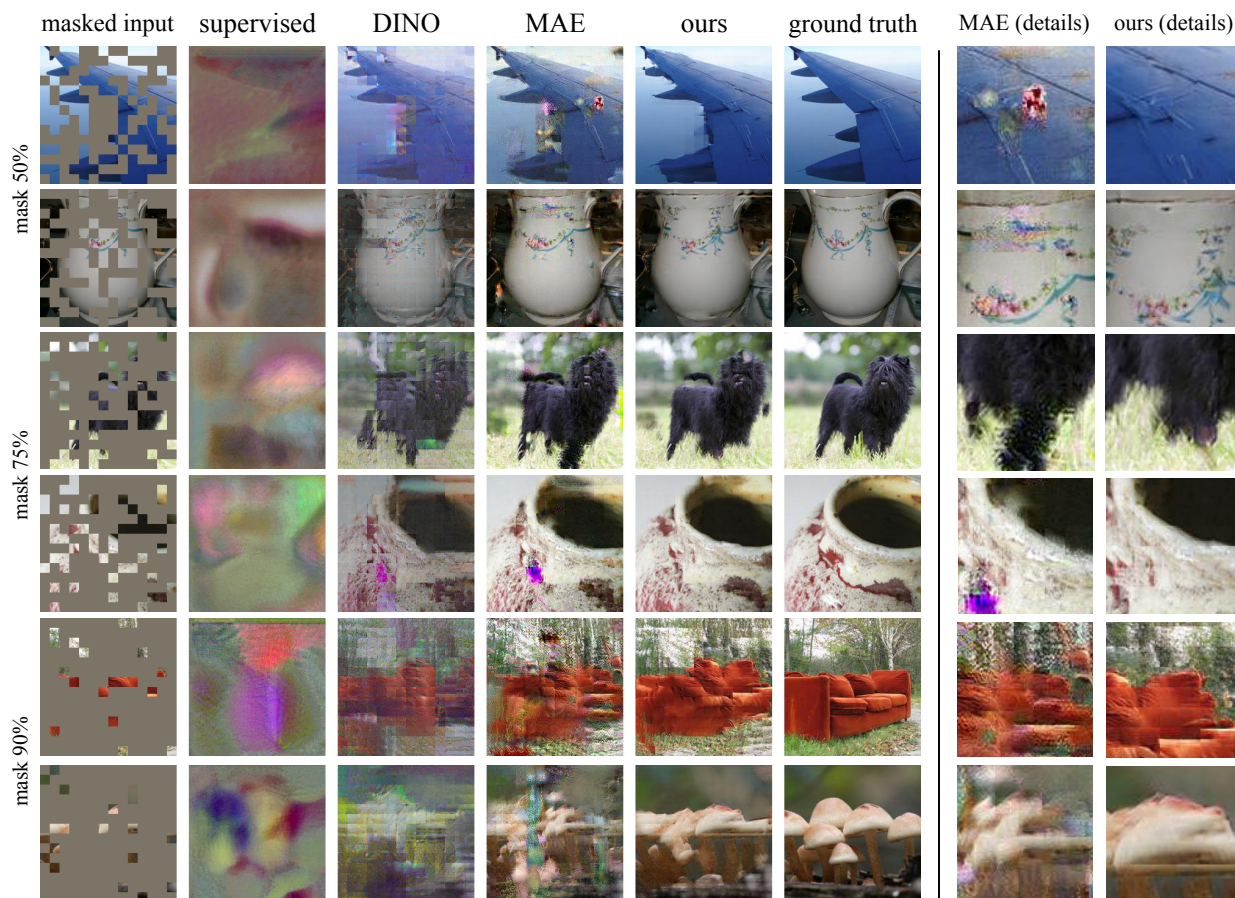 masked input supervised DINO MAE ours ground truth MAE (details) ours (details)
mask 50%
mask 75%
mask 90%